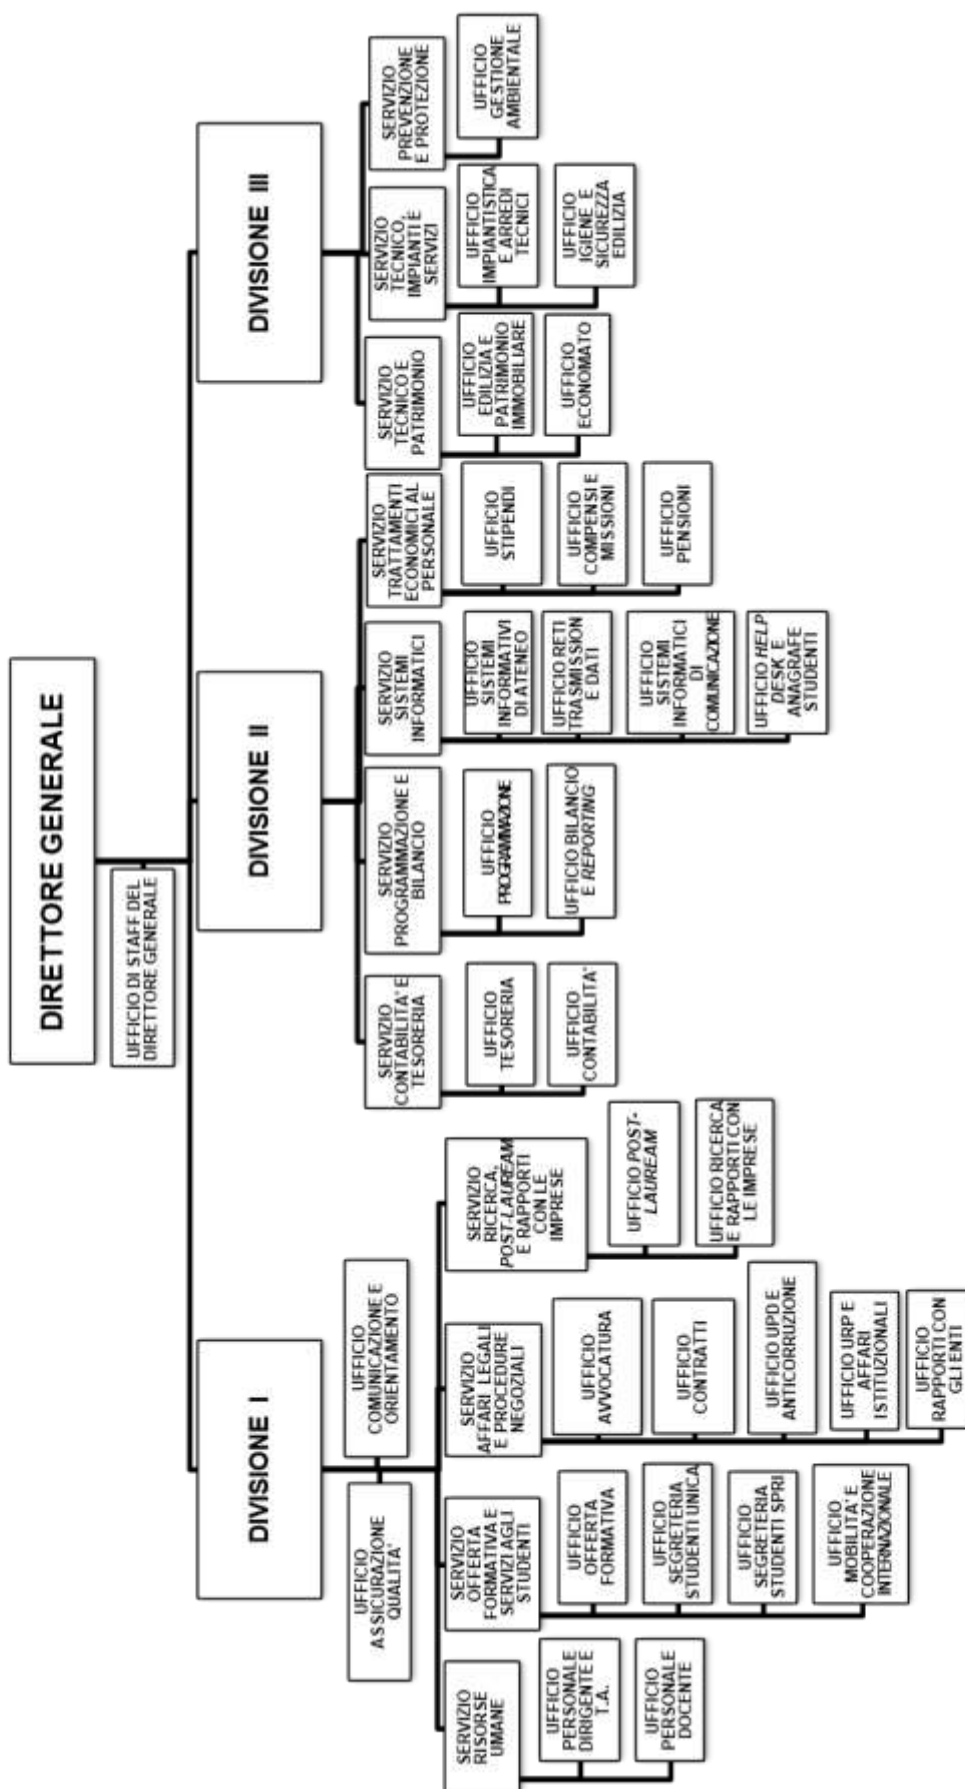 DIRETTORE GENERALE
UFFICIO DI STAFF DEL
DIRETTORE GENERALE
DIVISIONE I
UFFICIO
ASSICURAZIONE
QUALITA'
UFFICIO
COMUNICAZIONE E
ORIENTAMENTO
SERVIZIO
RISORSE
UMANE
UFFICIO
PERSONALE
DIRIGENTE E
T.A.
UFFICIO
PERSONALE
DOCENTE
SERVIZIO
OFFERTA
FORMATIVA E
SERVIZI AGLI
STUDENTI
UFFICIO
OFFERTA
FORMATIVA
UFFICIO
SEGRETERIA
STUDENTI UNICA
UFFICIO
SEGRETERIA
STUDENTI SPRI
UFFICIO
MOBILITA' E
COOPERAZIONE
INTERNAZIONALE
SERVIZIO
AFFARI LEGALI
E PROCEDURE
NEGOZIALI
UFFICIO
AVVOCATURA
UFFICIO
CONTRATTI
UFFICIO UPD E
ANTICORRUZIONE
UFFICIO URP E
AFFARI
ISTITUZIONALI
UFFICIO
RAPPORTI CON
GLI ENTI
SERVIZIO
RICERCA,
POST-LAUREAM
E RAPPORTI
CON LE
IMPRESE
UFFICIO POST-
LAUREAM
UFFICIO RICERCA
E RAPPORTI CON
LE IMPRESE
DIVISIONE II
SERVIZIO
CONTABILITA' E
TESORERIA
UFFICIO
TESORERIA
UFFICIO
CONTABILITA'
SERVIZIO
PROGRAMMAZIONE E
BILANCIO
UFFICIO
PROGRAMMAZIONE
UFFICIO BILANCIO
E REPORTING
SERVIZIO
SISTEMI
INFORMATICI
UFFICIO
SISTEMI
INFORMATIVI
DI ATENEO
UFFICIO RETI
TRASMISSION
E DATI
UFFICIO
SISTEMI
INFORMATICI
DI
COMUNICAZIONE
UFFICIO HELP
DESK E
ANAGRAFE
STUDENTI
SERVIZIO
TRATTAMENTI
ECONOMICI AL
PERSONALE
UFFICIO
STIPENDI
UFFICIO
COMPENSI E
MISSIONI
UFFICIO
PENSIONI
DIVISIONE III
SERVIZIO
TECNICO E
PATRIMONIO
UFFICIO
EDILIZIA E
PATRIMONIO
IMMOBILIARE
UFFICIO
ECONOMATO
SERVIZIO
TECNICO,
IMPIANTI E
SERVIZI
UFFICIO
IMPIANTISTICA
E ARREDI
TECNICI
UFFICIO
IGIENE E
SICUREZZA
EDILIZIA
SERVIZIO
PREVENZIONE
E PROTEZIONE
UFFICIO
GESTIONE
AMBIENTALE